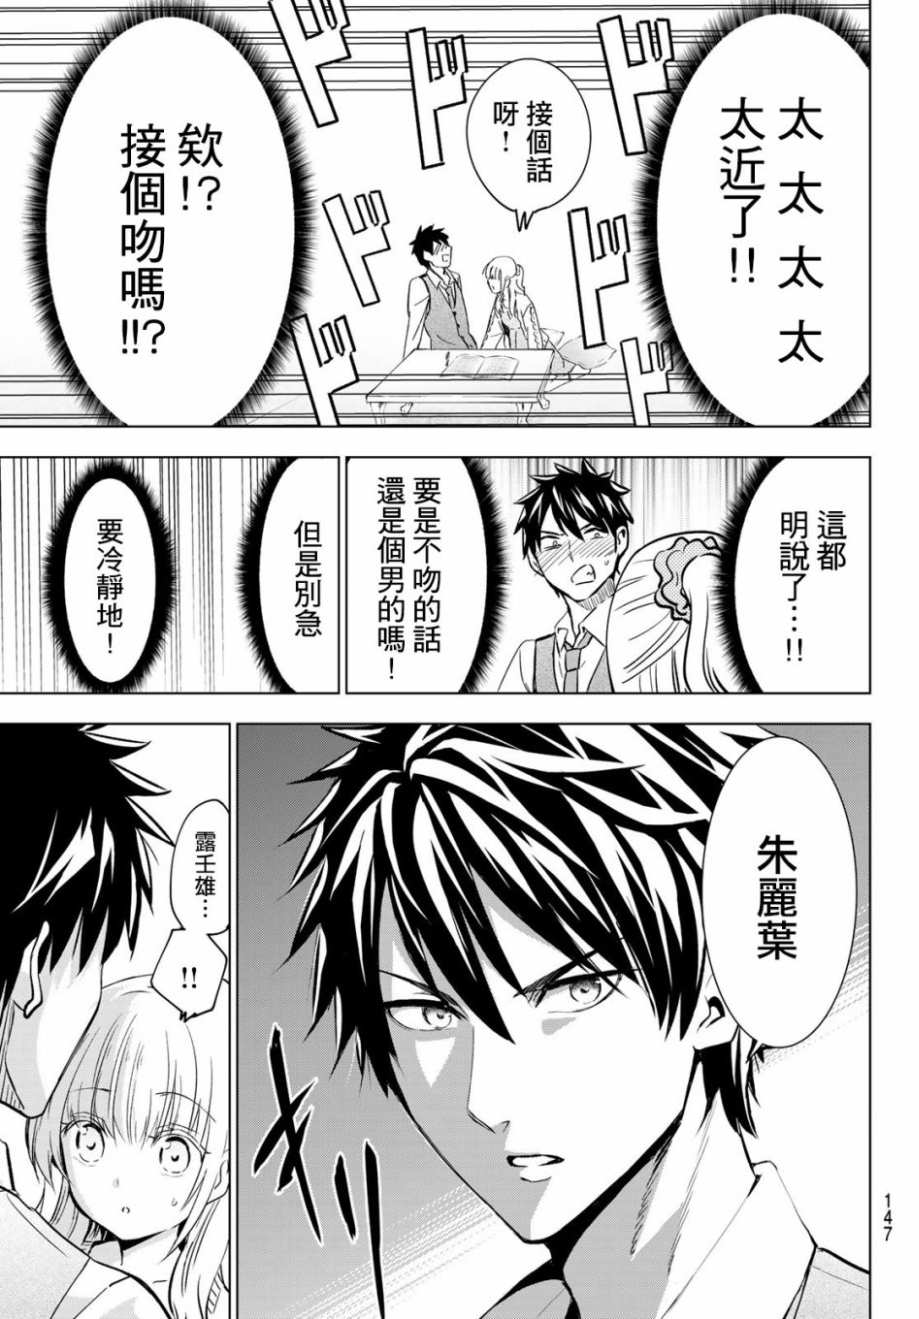 太太太太
太近了!!
接個話
呀！
ドドドド
ドドドド
欸!?
接個吻嗎!!?
這都
明說了…!!
要是不吻的話
還是個男的嗎！
但是別急
要冷靜地！
朱麗葉
キッ
露壬雄…
!!
147